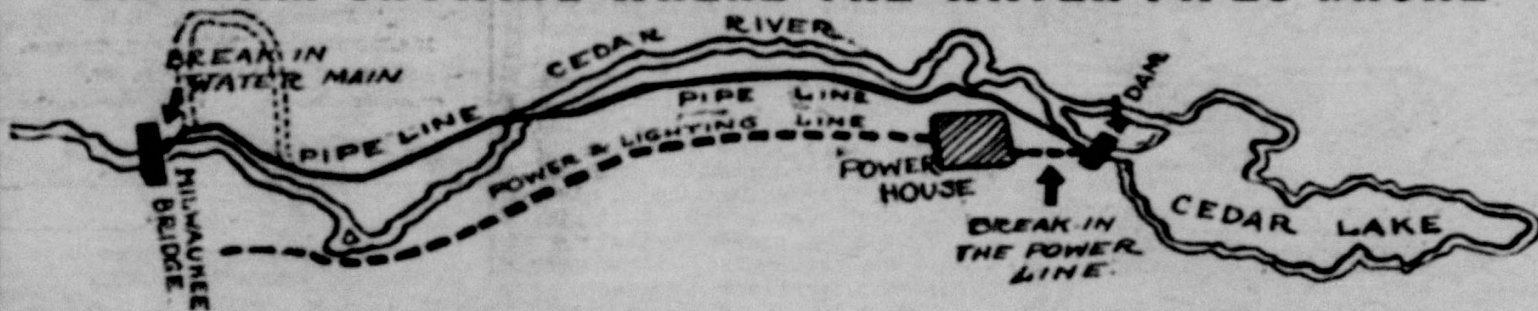 BREAK IN
WATER MAIN
CEDAR RIVER.
DAM
PIPE LINE
PIPE LINE
POWER & LIGHTING LINE
POWER
HOUSE
MILWAUKEE
BRIDGE
BREAK IN
THE POWER
LINE.
CEDAR LAKE